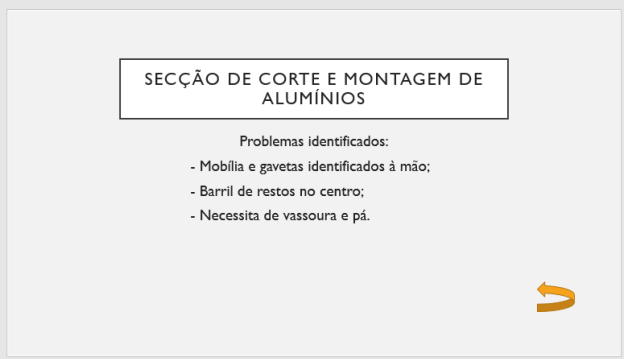 SECÇÃO DE CORTE E MONTAGEM DE
ALUMÍNIOS
Problemas identificados:
- Mobília e gavetas identificados à mão;
- Barril de restos no centro;
- Necessita de vassoura e pá.